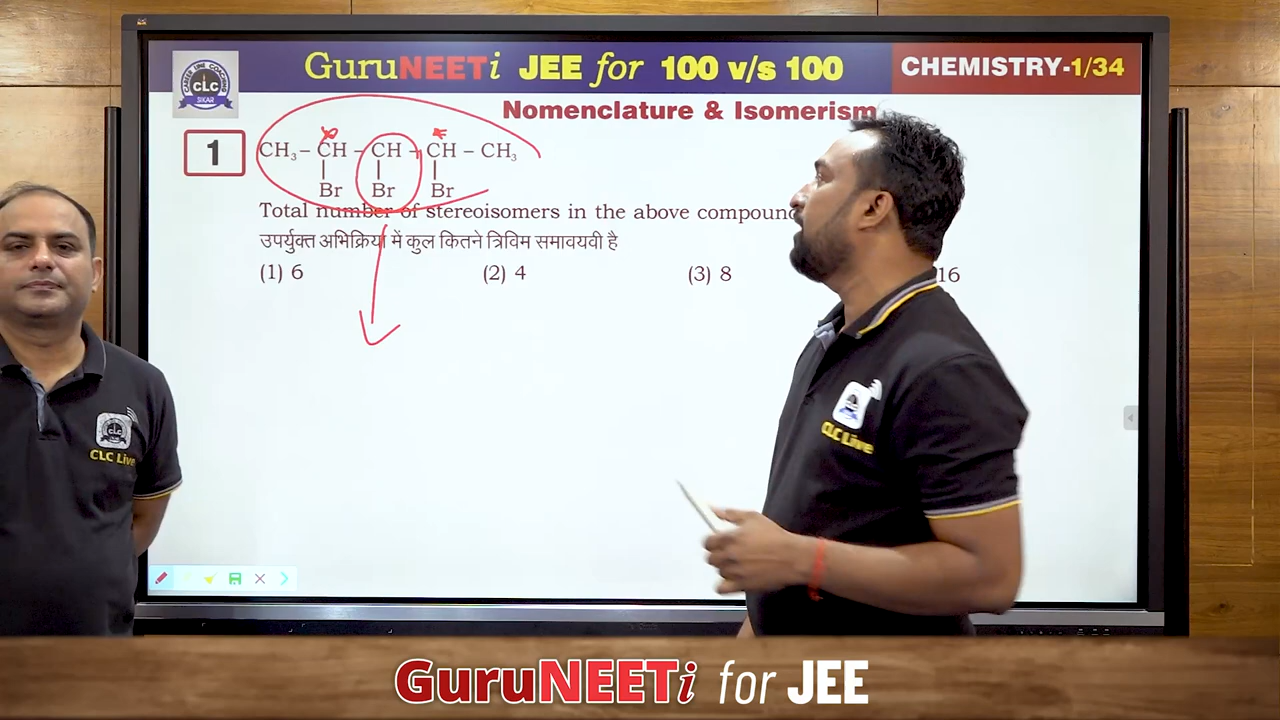 GuruNEETi JEE for 100 v/s 100
CHEMISTRY-1/34
CLC
SIKAR
Nomenclature & Isomerism
1
CH₃ – CH – CH – CH – CH₃
Br Br Br
Total number of stereoisomers in the above compound
उपर्युक्त अभिक्रिया में कुल कितने त्रिविम समावयवी है
(1) 6 (2) 4 (3) 8 16
CLC Live
CLC Live
GuruNEETi for JEE